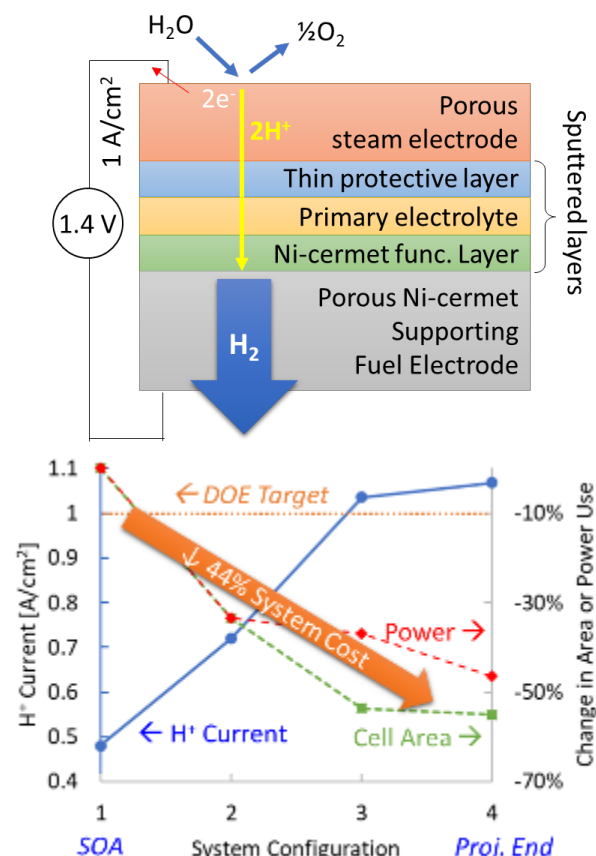 H₂O
½O₂
2e⁻
1 A/cm²
2H⁺
1.4 V
Porous
steam electrode
Thin protective layer
Primary electrolyte
Ni-cermet func. Layer
Sputtered layers
Porous Ni-cermet
Supporting
Fuel Electrode
H₂
1.1
1
0.9
0.8
0.7
0.6
0.5
0.4
H⁺ Current [A/cm²]
← DOE Target
↓ 44% System Cost
Power →
← H⁺ Current
Cell Area →
-10%
-30%
-50%
-70%
Change in Area or Power Use
1 2 3 4
SOA System Configuration Proj. End